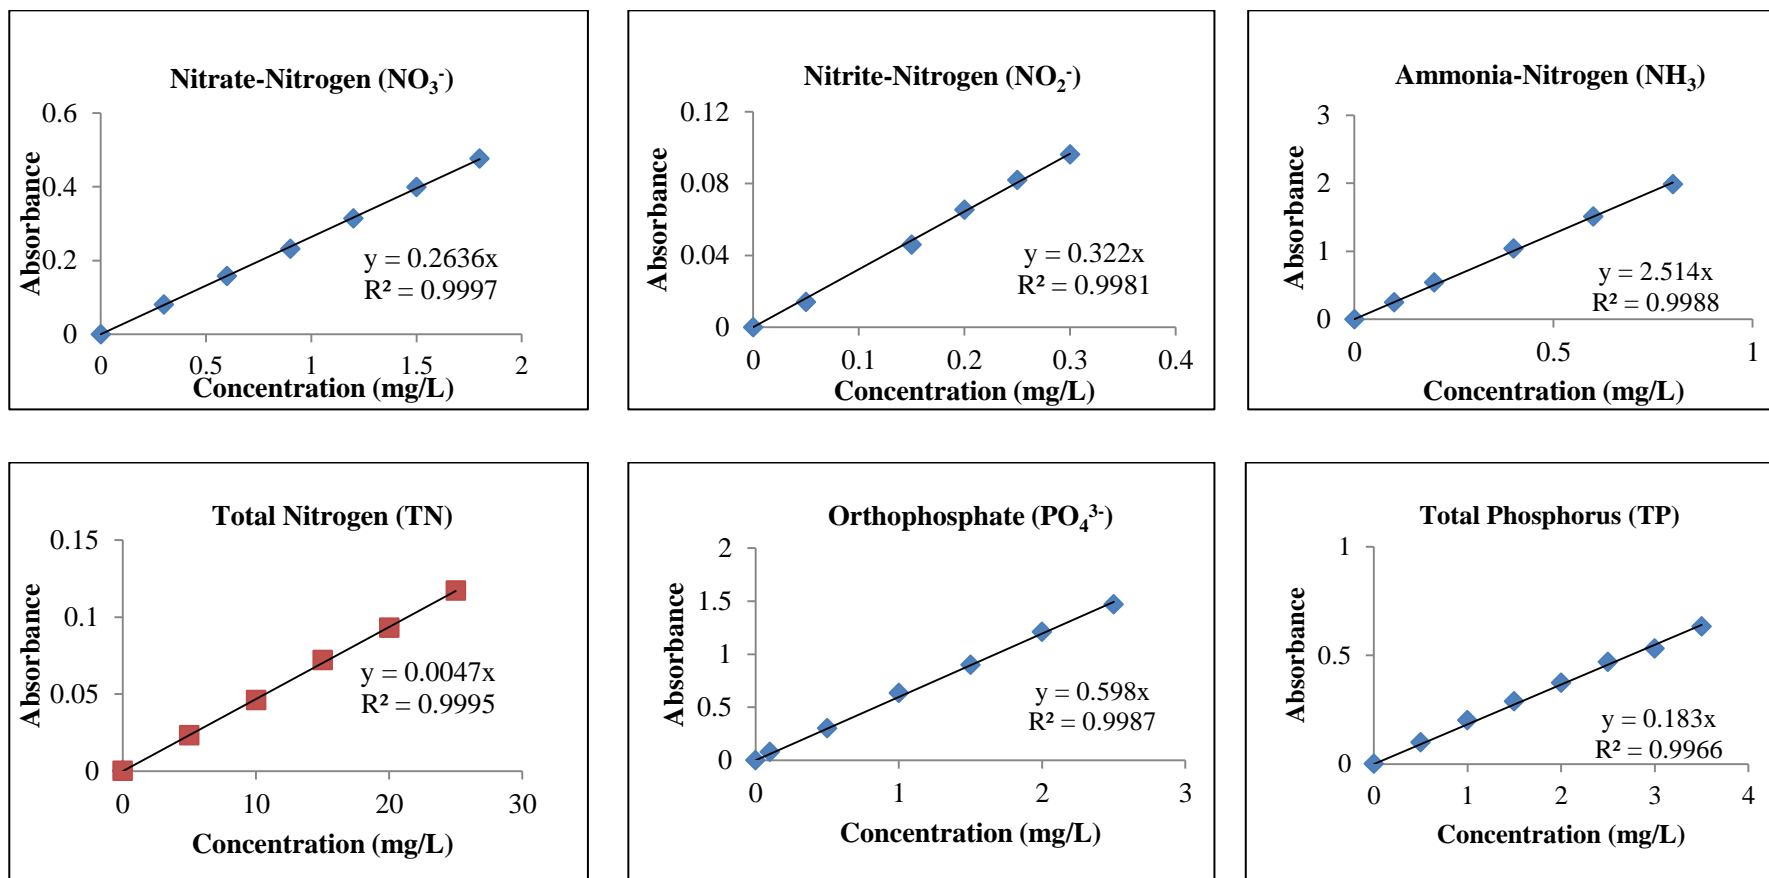 Nitrate-Nitrogen (NO₃⁻)
0.6
0.4
0.2
0
Absorbance
y = 0.2636x
R² = 0.9997
0 0.5 1 1.5 2
Concentration (mg/L)
Nitrite-Nitrogen (NO₂⁻)
0.12
0.08
0.04
0
Absorbance
y = 0.322x
R² = 0.9981
0 0.1 0.2 0.3 0.4
Concentration (mg/L)
Ammonia-Nitrogen (NH₃)
3
2
1
0
Absorbance
y = 2.514x
R² = 0.9988
0 0.5 1
Concentration (mg/L)
Total Nitrogen (TN)
0.15
0.1
0.05
0
Absorbance
y = 0.0047x
R² = 0.9995
0 10 20 30
Concentration (mg/L)
Orthophosphate (PO₄³⁻)
2
1.5
1
0.5
0
Absorbance
y = 0.598x
R² = 0.9987
0 1 2 3
Concentration (mg/L)
Total Phosphorus (TP)
1
0.5
0
Absorbance
y = 0.183x
R² = 0.9966
0 1 2 3 4
Concentration (mg/L)